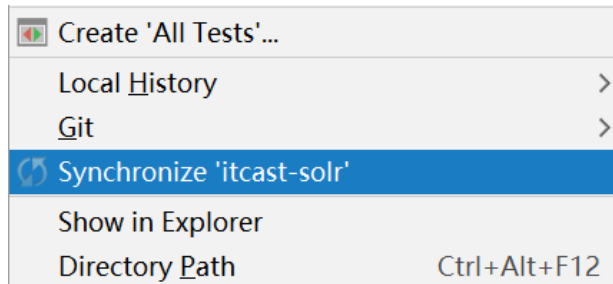 Create 'All Tests'...
Local History
Git
Synchronize 'itcast-solr'
Show in Explorer
Directory Path Ctrl+Alt+F12